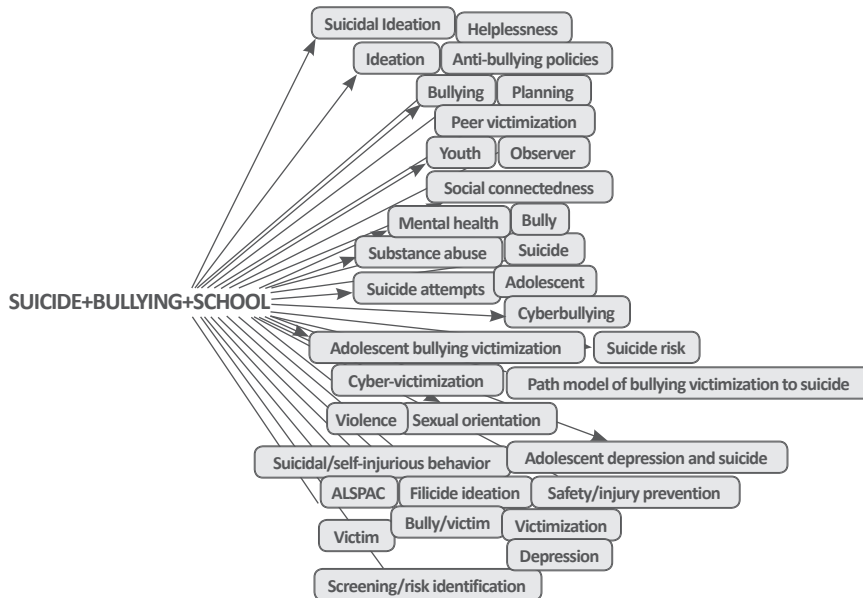 Suicidal Ideation
Helplessness
Ideation
Anti-bullying policies
Bullying
Planning
Peer victimization
Youth
Observer
Social connectedness
Mental health
Bully
Substance abuse
Suicide
Suicide attempts
Adolescent
SUICIDE+BULLYING+SCHOOL
Cyberbullying
Adolescent bullying victimization
Suicide risk
Cyber-victimization
Path model of bullying victimization to suicide
Violence
Sexual orientation
Suicidal/self-injurious behavior
Adolescent depression and suicide
ALSPAC
Filicide ideation
Safety/injury prevention
Victim
Bully/victim
Victimization
Depression
Screening/risk identification